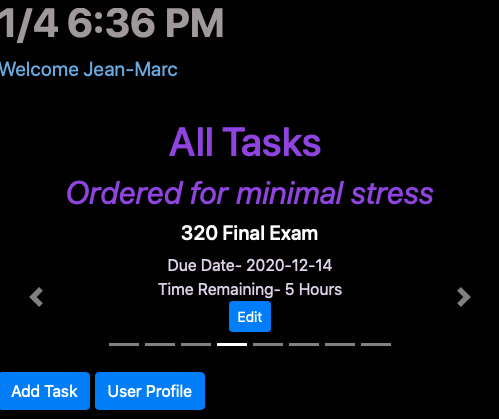 1/4 6:36 PM
Welcome Jean-Marc
All Tasks
Ordered for minimal stress
320 Final Exam
Due Date- 2020-12-14
Time Remaining- 5 Hours
Edit
Add Task User Profile